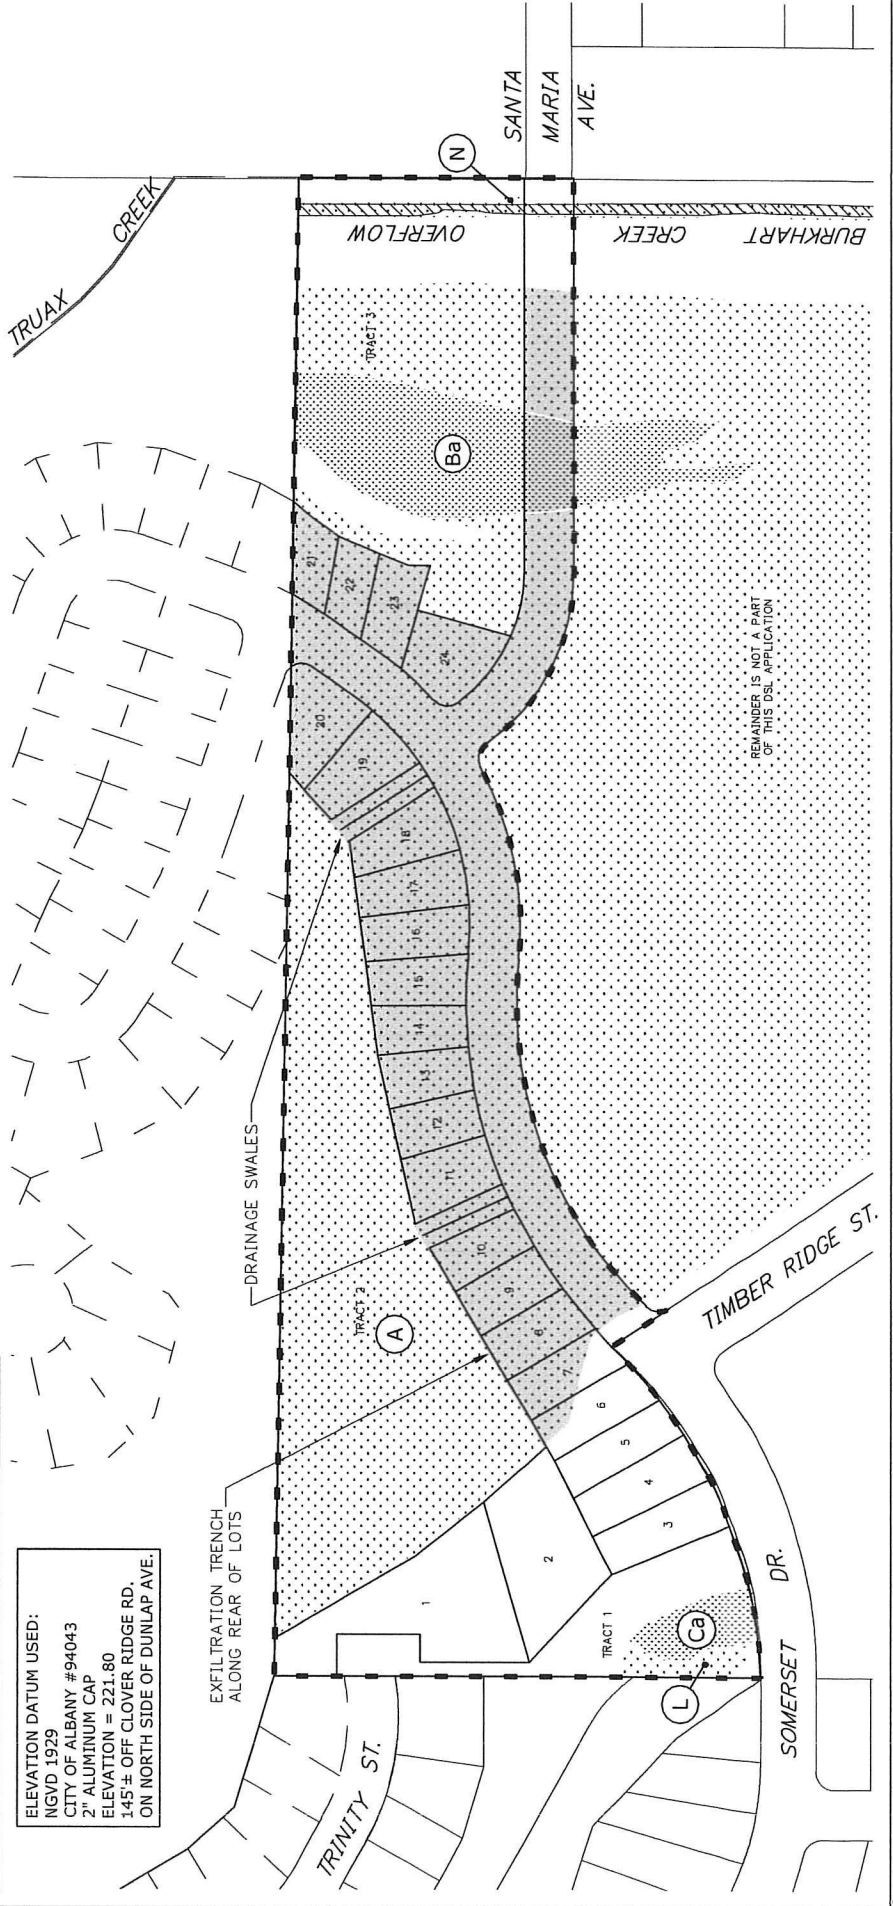 ELEVATION DATUM USED:
NGVD 1929
CITY OF ALBANY #94043
2" ALUMINUM CAP
ELEVATION = 221.80
145'± OFF CLOVER RIDGE RD.
ON NORTH SIDE OF DUNLAP AVE.
EXFILTRATION TRENCH
ALONG REAR OF LOTS
DRAINAGE SWALES
TRUAX
CREEK
TRINITY ST.
SOMERSET
DR.
TIMBER RIDGE ST.
SANTA
MARIA
AVE.
BURKHART
CREEK
OVERFLOW
N
Ba
A
L
Ca
TRACT 1
TRACT 2
TRACT 3
REMAINDER IS NOT A PART
OF THIS DSL APPLICATION
1
2
3
4
5
6
7
8
9
10
11
12
13
14
15
16
17
18
19
20
21
22
23
24